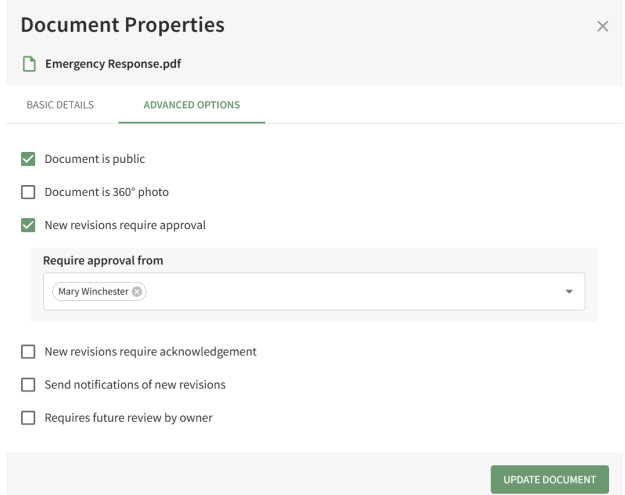 Document Properties
Emergency Response.pdf
BASIC DETAILS ADVANCED OPTIONS
Document is public
Document is 360° photo
New revisions require approval
Require approval from
Mary Winchester
New revisions require acknowledgement
Send notifications of new revisions
Requires future review by owner
UPDATE DOCUMENT